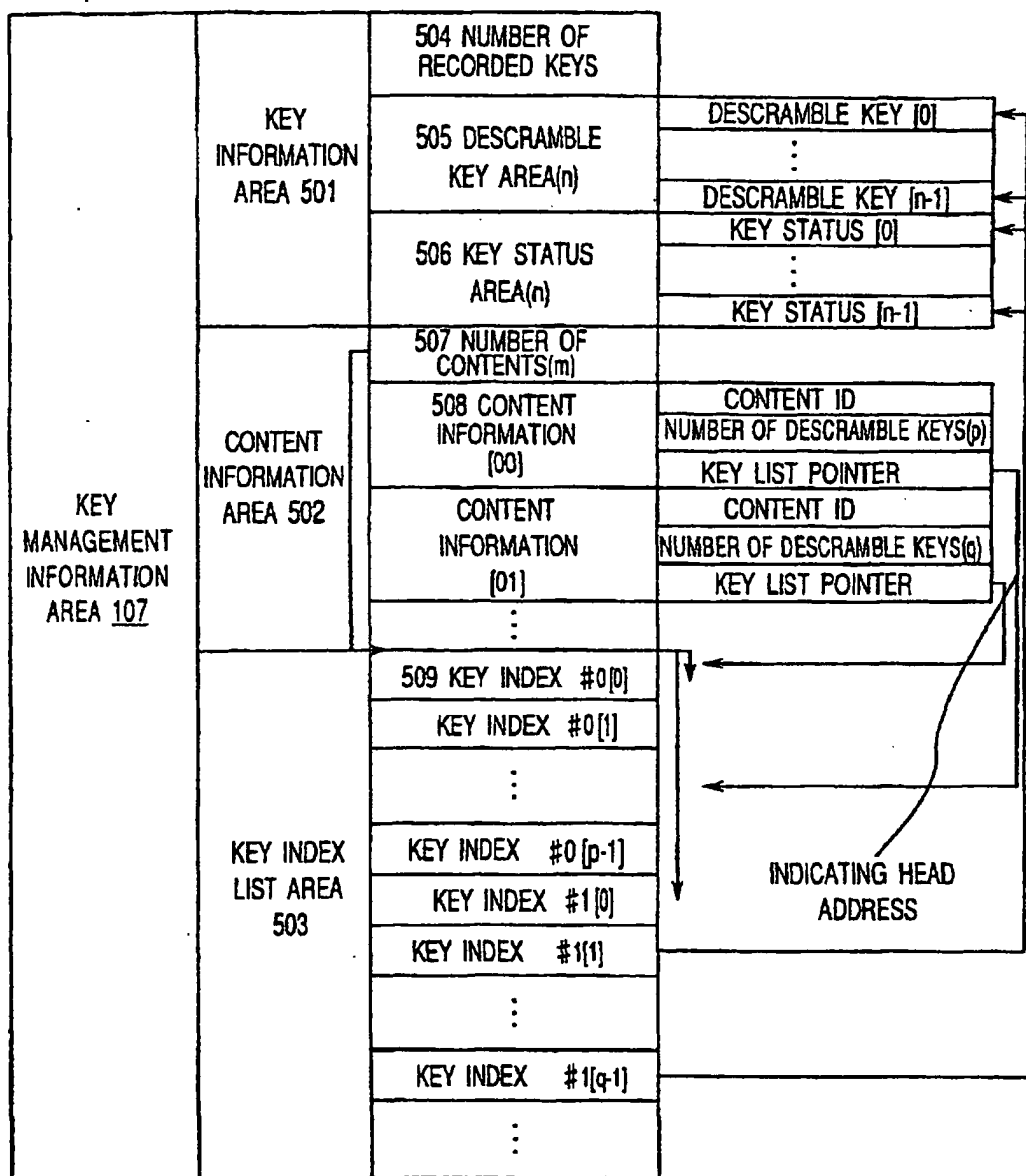 KEY
MANAGEMENT
INFORMATION
AREA 107
KEY
INFORMATION
AREA 501
504 NUMBER OF
RECORDED KEYS
505 DESCRAMBLE
KEY AREA(n)
DESCRAMBLE KEY [0]
⋮
DESCRAMBLE KEY [n-1]
506 KEY STATUS
AREA(n)
KEY STATUS [0]
⋮
KEY STATUS [n-1]
CONTENT
INFORMATION
AREA 502
507 NUMBER OF
CONTENTS(m)
508 CONTENT
INFORMATION
[00]
CONTENT ID
NUMBER OF DESCRAMBLE KEYS(p)
KEY LIST POINTER
CONTENT
INFORMATION
[01]
CONTENT ID
NUMBER OF DESCRAMBLE KEYS(q)
KEY LIST POINTER
⋮
KEY INDEX
LIST AREA
503
509 KEY INDEX #0[0]
KEY INDEX #0[1]
⋮
KEY INDEX #0[p-1]
KEY INDEX #1[0]
KEY INDEX #1[1]
⋮
KEY INDEX #1[q-1]
⋮
INDICATING HEAD
ADDRESS